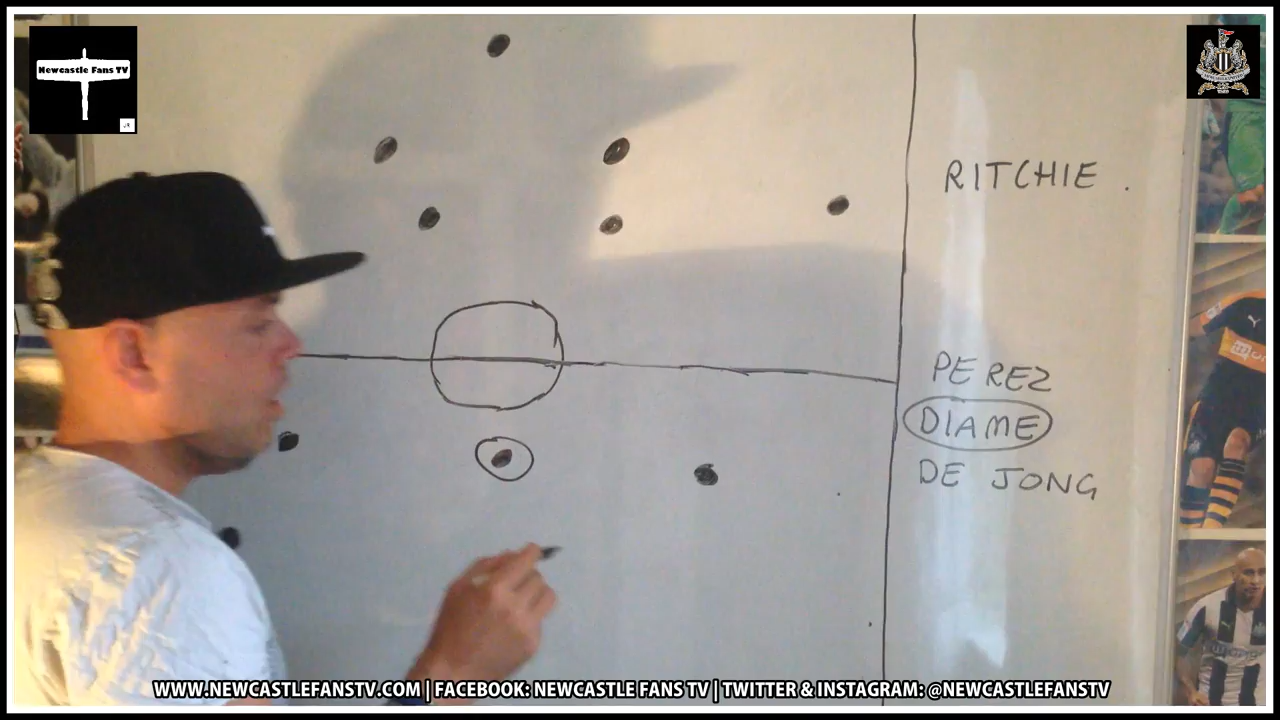 Newcastle Fans TV
RITCHIE .
PEREZ
DIAME
DE JONG
WWW.NEWCASTLEFANSTV.COM | FACEBOOK: NEWCASTLE FANS TV | TWITTER & INSTAGRAM: @NEWCASTLEFANSTV